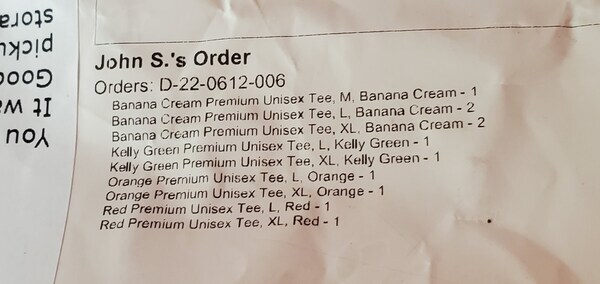 John S.'s Order
Orders: D-22-0612-006
Banana Cream Premium Unisex Tee, M, Banana Cream - 1
Banana Cream Premium Unisex Tee, L, Banana Cream - 2
Banana Cream Premium Unisex Tee, XL, Banana Cream - 2
Kelly Green Premium Unisex Tee, L, Kelly Green - 1
Kelly Green Premium Unisex Tee, XL, Kelly Green - 1
Orange Premium Unisex Tee, L, Orange - 1
Orange Premium Unisex Tee, XL, Orange - 1
Red Premium Unisex Tee, L, Red - 1
Red Premium Unisex Tee, XL, Red - 1
You
It